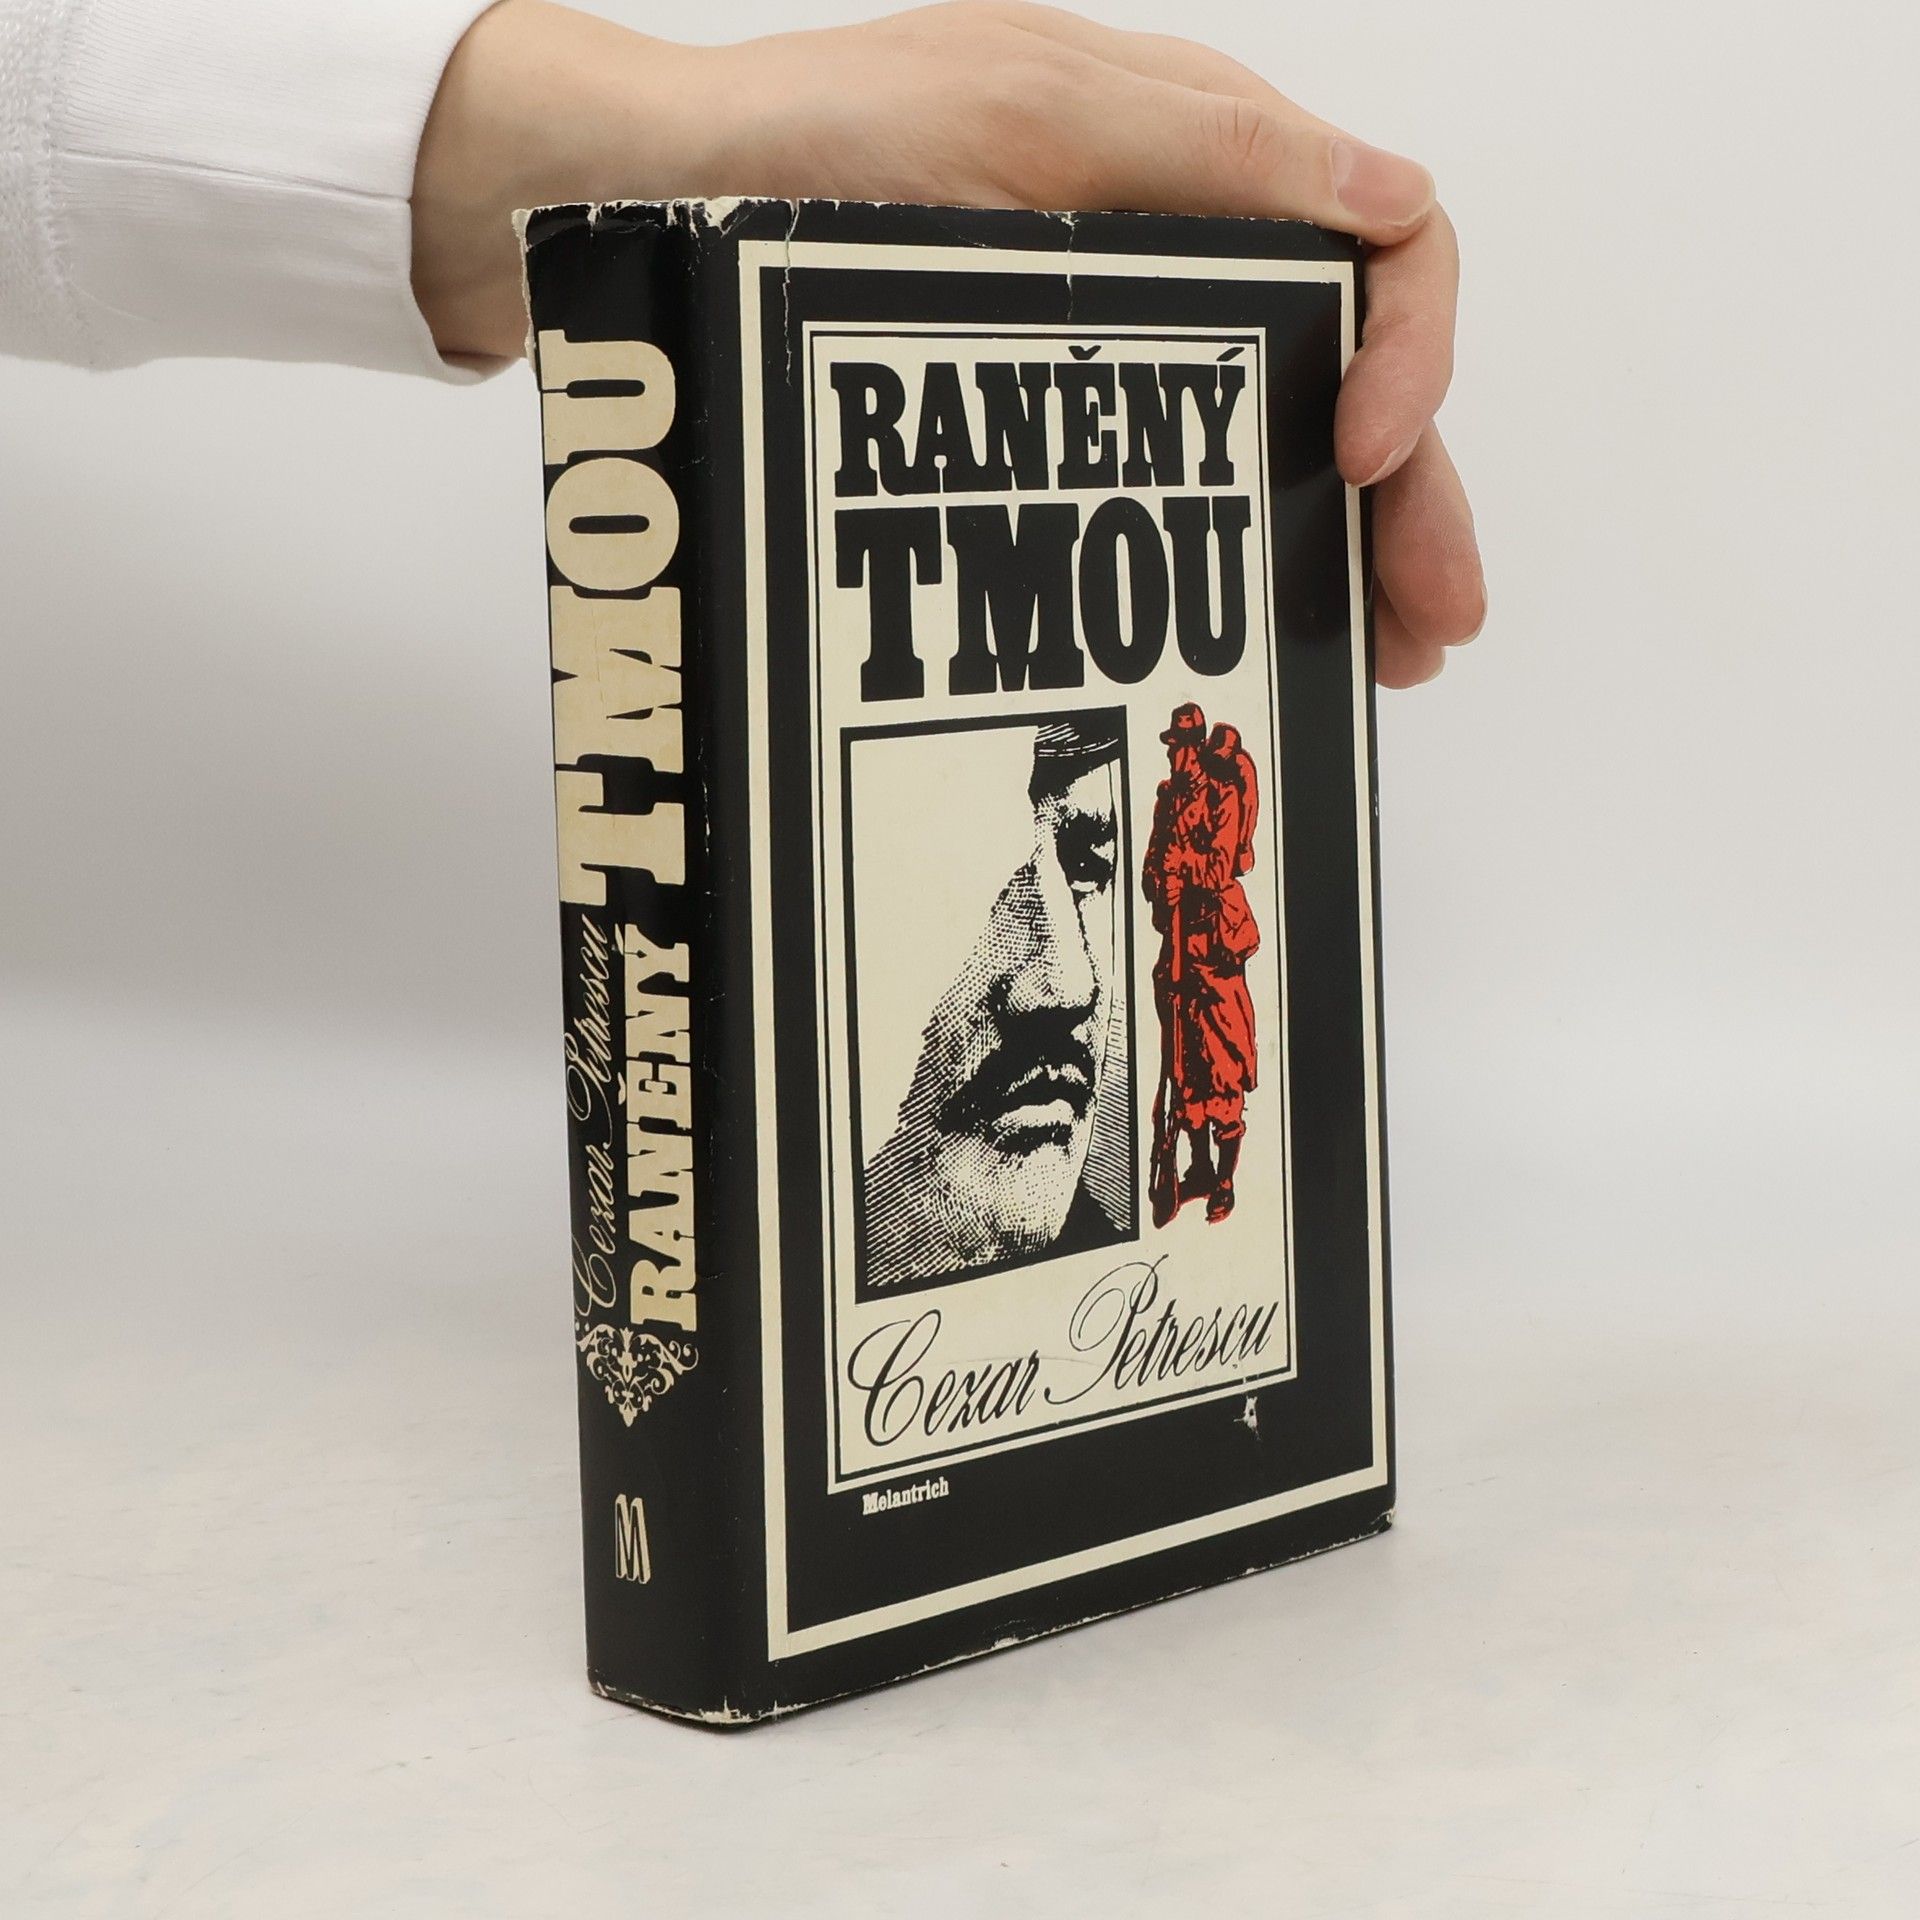 RANĚNÝ
TMOU
Cezar Petrescu
Melantrich
Cezar Petrescu
RANĚNÝ TMOU
M